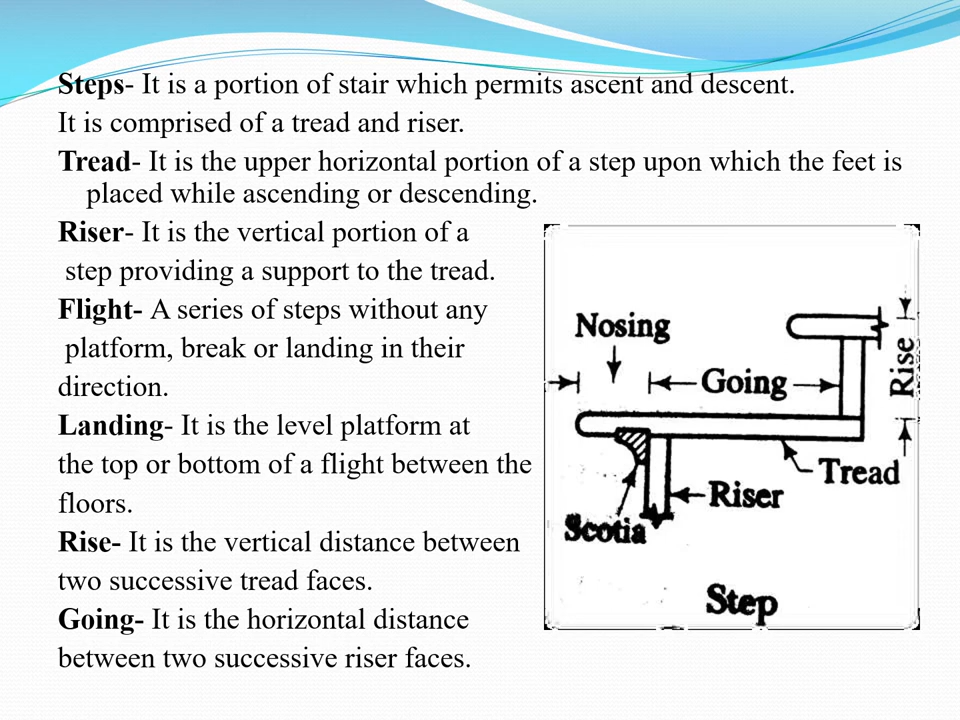 Steps- It is a portion of stair which permits ascent and descent.
It is comprised of a tread and riser.
Tread- It is the upper horizontal portion of a step upon which the feet is
placed while ascending or descending.
Riser- It is the vertical portion of a
step providing a support to the tread.
Flight- A series of steps without any
platform, break or landing in their
direction.
Landing- It is the level platform at
the top or bottom of a flight between the
floors.
Rise- It is the vertical distance between
two successive tread faces.
Going- It is the horizontal distance
between two successive riser faces.
Nosing
Going
Rise
Tread
Riser
Scotia
Step